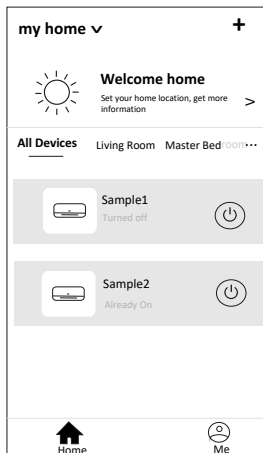 my home
+
Welcome home
Set your home location, get more
information
>
All Devices Living Room Master Bedroom ...
Sample1
Turned off
Sample2
Already On
Home Me